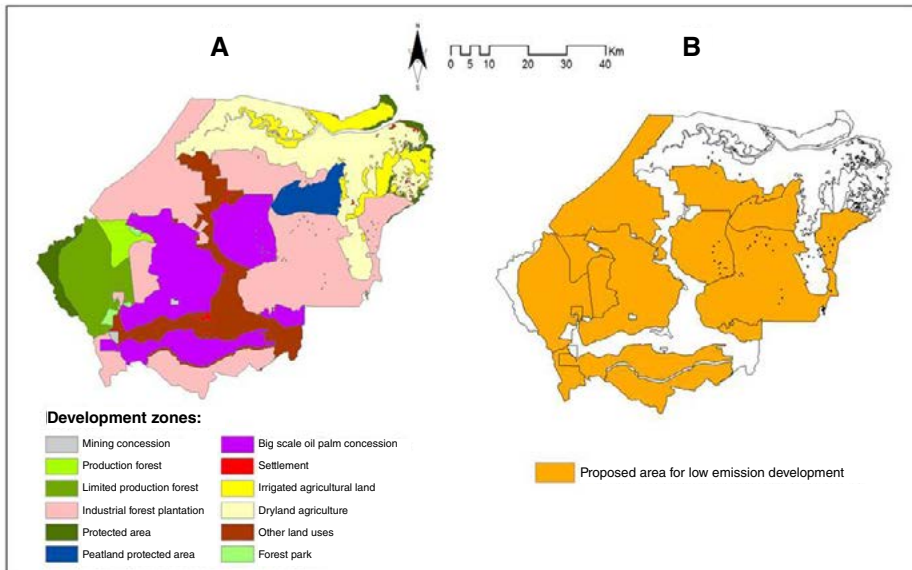 A
N
S
0 5 10 20 30 40
Km
B
Development zones:
Mining concession
Production forest
Limited production forest
Industrial forest plantation
Protected area
Peatland protected area
Big scale oil palm concession
Settlement
Irrigated agricultural land
Dryland agriculture
Other land uses
Forest park
Proposed area for low emission development